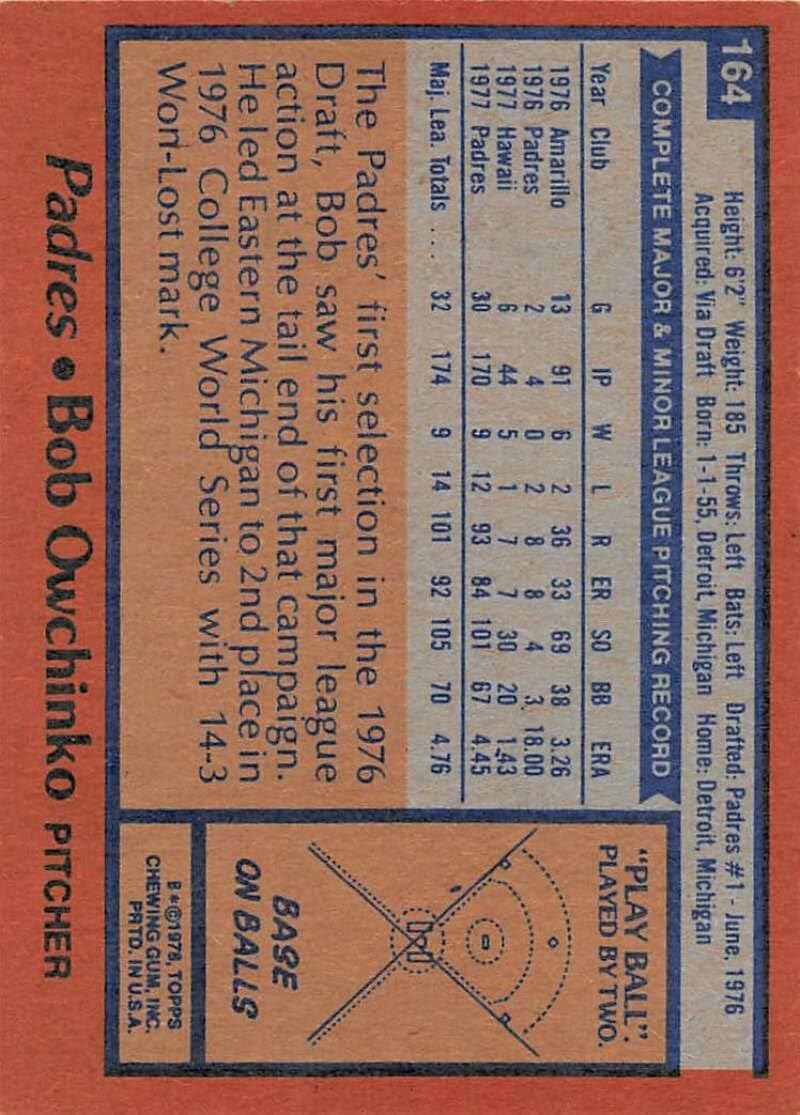 164
Height: 6'2" Weight: 185 Throws: Left Bats: Left Drafted: Padres #1 - June, 1976
Acquired: Via Draft Born: 1-1-55, Detroit, Michigan Home: Detroit, Michigan
COMPLETE MAJOR & MINOR LEAGUE PITCHING RECORD
Year Club G IP W L R ER SO BB ERA
1976 Amarillo 13 91 6 2 36 33 69 38 3.26
1976 Padres 2 4 0 2 8 8 4 3 18.00
1977 Hawaii 6 44 5 1 7 7 30 20 1.43
1977 Padres 30 170 9 12 93 84 101 67 4.45
Maj. Lea. Totals ... 32 174 9 14 101 92 105 70 4.76
The Padres' first selection in the 1976
Draft, Bob saw his first major league
action at the tail end of that campaign.
He led Eastern Michigan to 2nd place in
1976 College World Series with 14-3
Won-Lost mark.
"PLAY BALL"
PLAYED BY TWO.
BASE
ON BALLS
B*©1978, TOPPS
CHEWING GUM, INC.
PRTD. IN U.S.A.
Padres • Bob Owchinko PITCHER